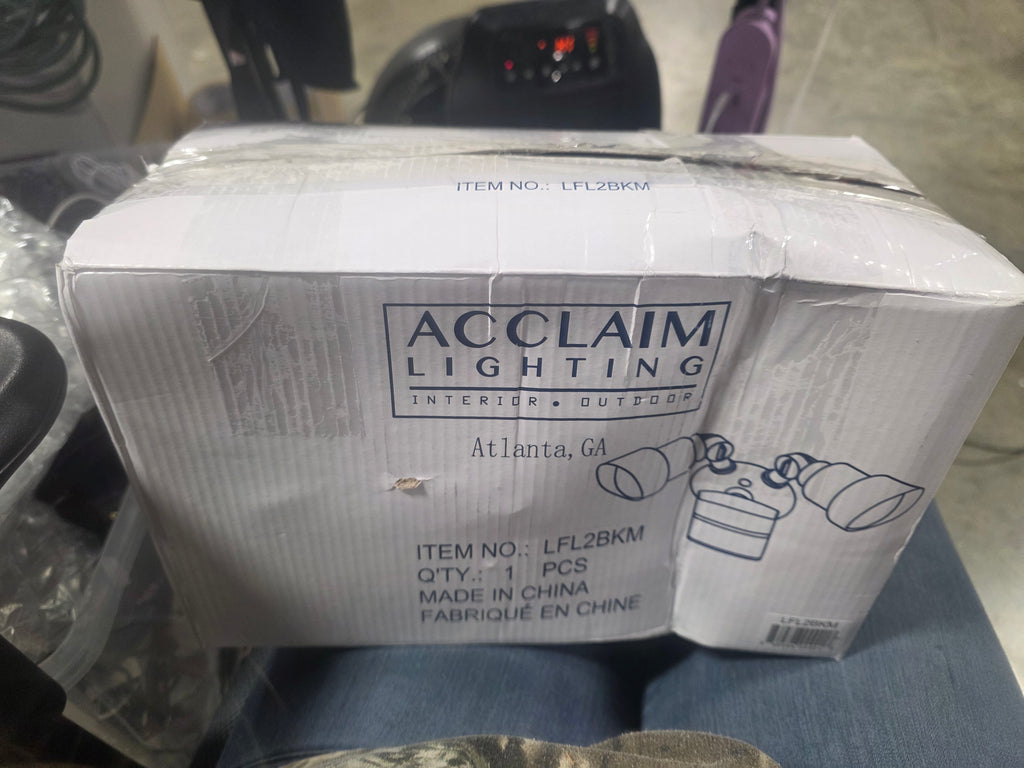 ITEM NO.: LFL2BKM
ACCLAIM
LIGHTING
INTERIOR • OUTDOOR
Atlanta, GA
ITEM NO.: LFL2BKM
Q'TY.: 1 PCS
MADE IN CHINA
FABRIQUÉ EN CHINE
LFL2BKM